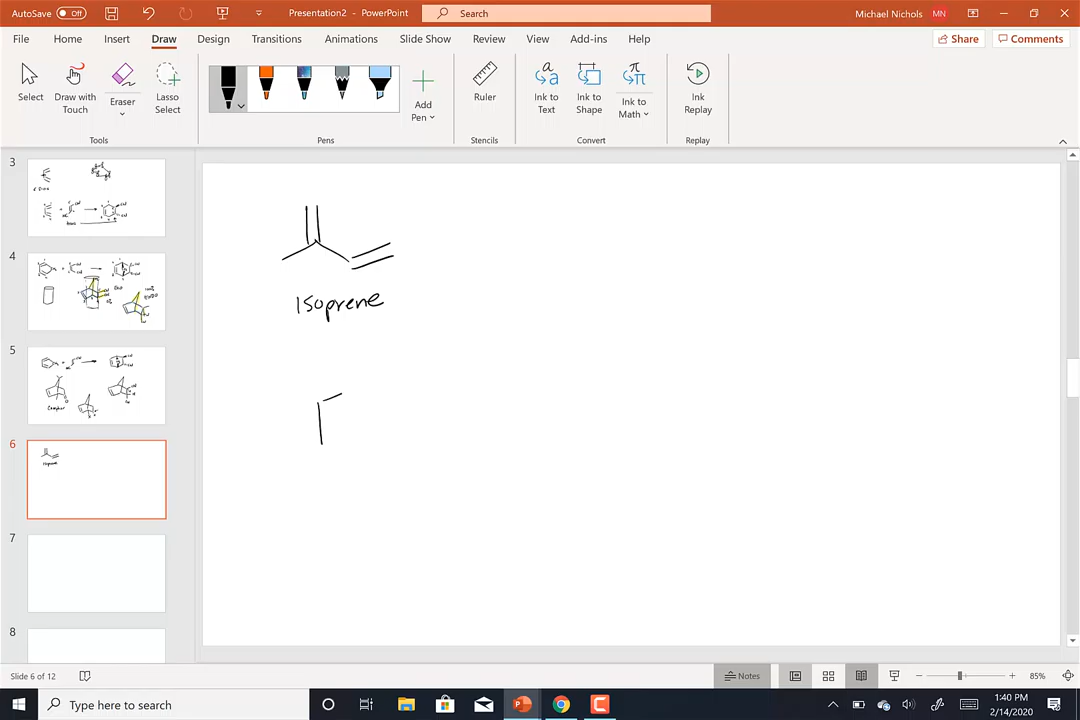 AutoSave Off
Presentation2 - PowerPoint
Search
Michael Nichols MN
File Home Insert Draw Design Transitions Animations Slide Show Review View Add-ins Help
Share Comments
Select
Draw with Touch
Eraser
Lasso Select
Add Pen
Ruler
Ink to Text
Ink to Shape
Ink to Math
Ink Replay
Tools
Pens
Stencils
Convert
Replay
3
4
5
6
7
8
Isoprene
Slide 6 of 12
Notes
85%
Type here to search
1:40 PM
2/14/2020